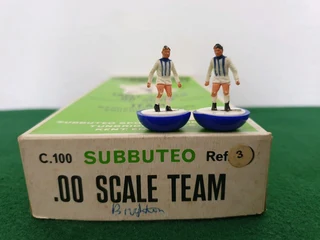 C.100 SUBBUTEO Ref. 3
.00 SCALE TEAM
Brighton